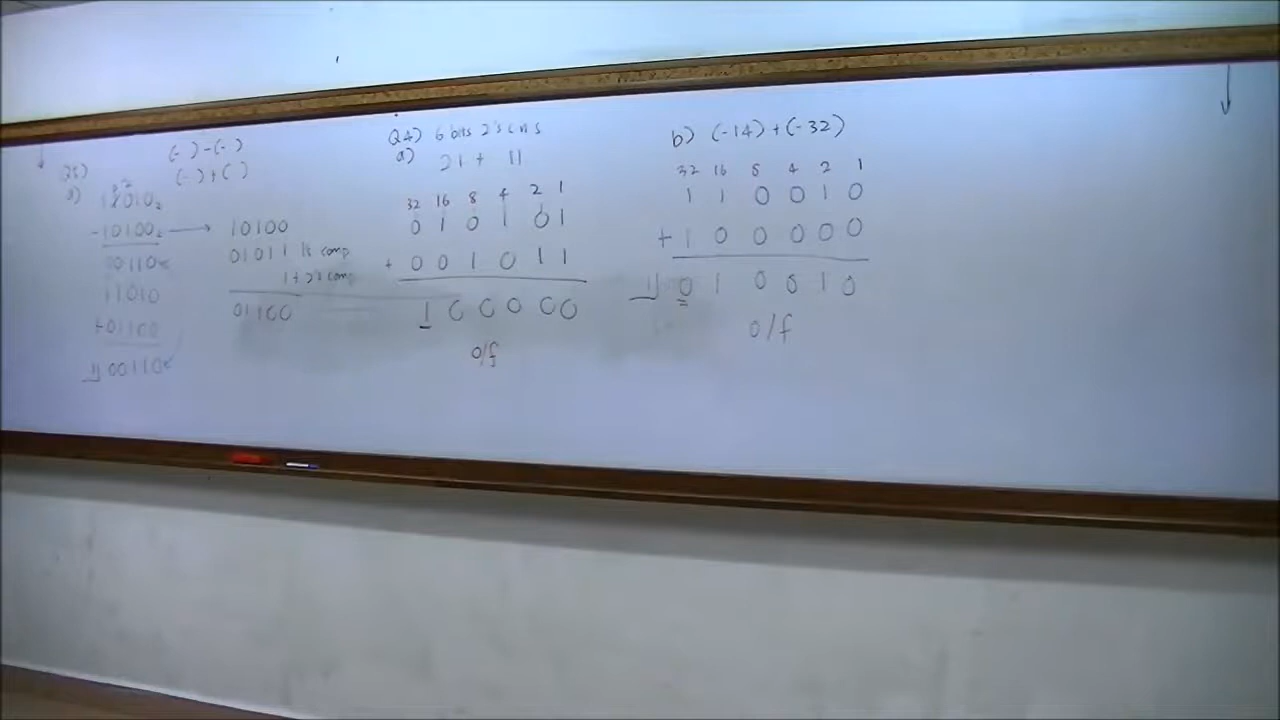 (- ) - (- )
(- ) + ( )
a)
- 10100₂ → 10100
01011 1's comp
1+ 2's comp
01100
00110
11010
+01100
00110
Q4) 6 bits 2's cns
a) 21 + 11
32 16 8 4 2 1
0 1 0 1 0 1
+ 0 0 1 0 1 1
1 0 0 0 0 0
o/f
b) (-14) + (-32)
32 16 8 4 2 1
1 1 0 0 1 0
+ 1 0 0 0 0 0
1 0 1 0 0 1 0
o/f